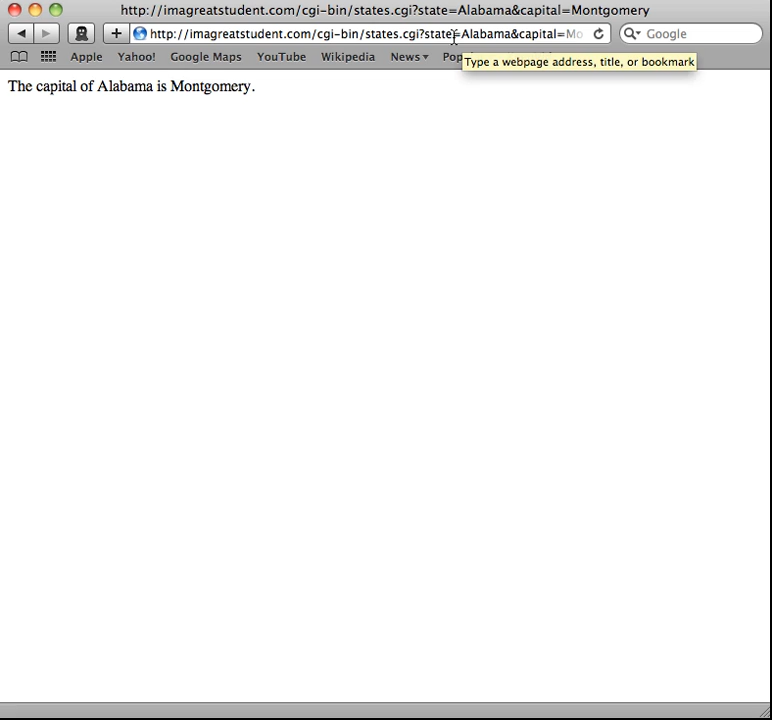 http://imagreatstudent.com/cgi-bin/states.cgi?state=Alabama&capital=Montgomery
http://imagreatstudent.com/cgi-bin/states.cgi?state=Alabama&capital=Mo
Google
Apple Yahoo! Google Maps YouTube Wikipedia News
Type a webpage address, title, or bookmark
The capital of Alabama is Montgomery.